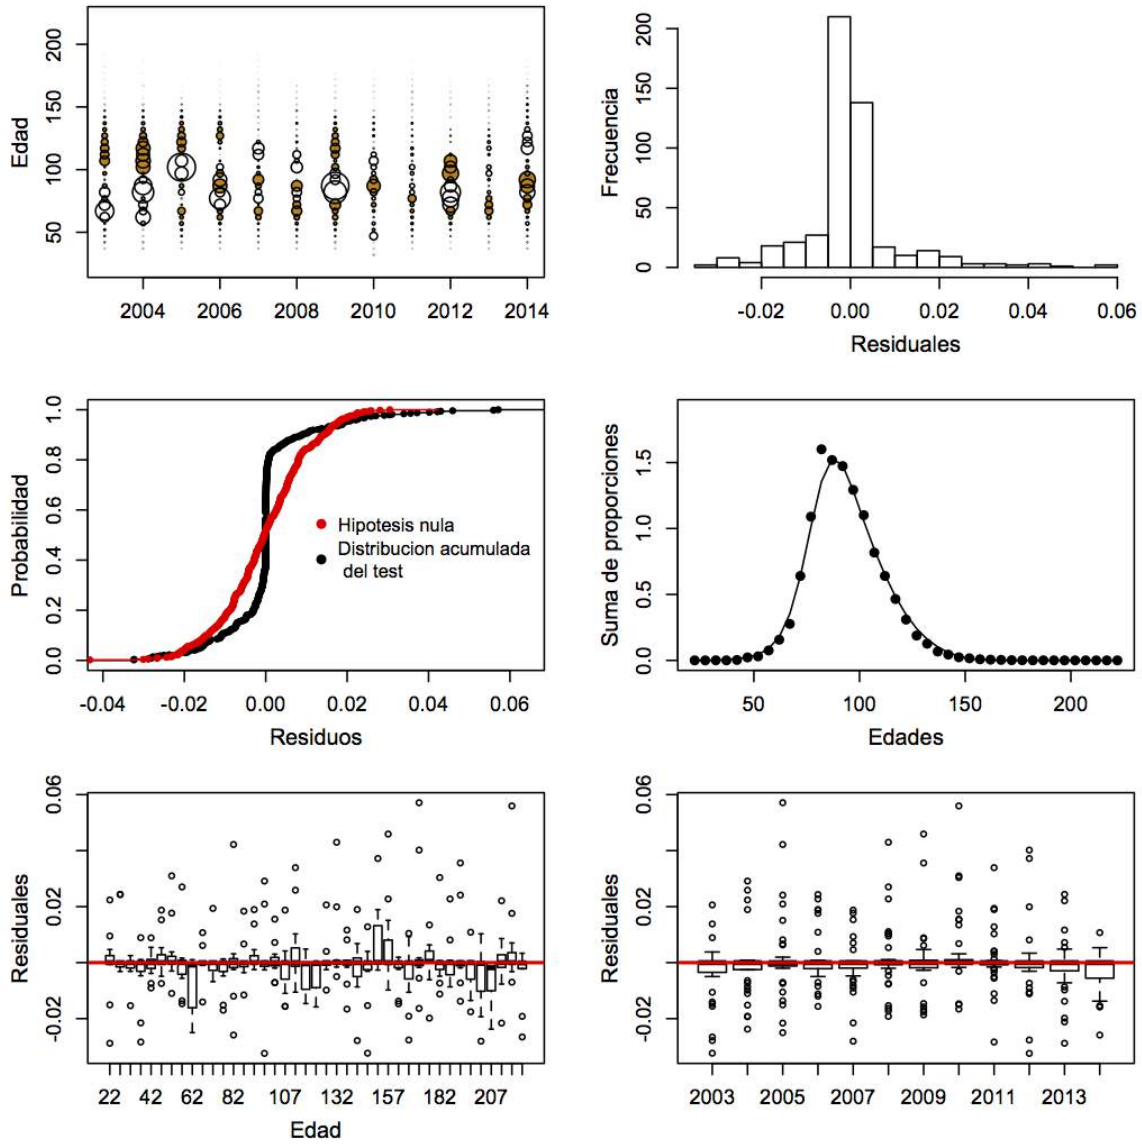 Edad
200
150
100
50
2004 2006 2008 2010 2012 2014
Frecuencia
200
150
100
50
0
-0.02 0.00 0.02 0.04 0.06
Residuales
Probabilidad
1.0
0.8
0.6
0.4
0.2
0.0
Hipotesis nula
Distribucion acumulada
del test
-0.04 -0.02 0.00 0.02 0.04 0.06
Residuos
Suma de proporciones
1.5
1.0
0.5
0.0
50 100 150 200
Edades
Residuales
0.06
0.02
-0.02
22 42 62 82 107 132 157 182 207
Edad
Residuales
0.06
0.02
-0.02
2003 2005 2007 2009 2011 2013